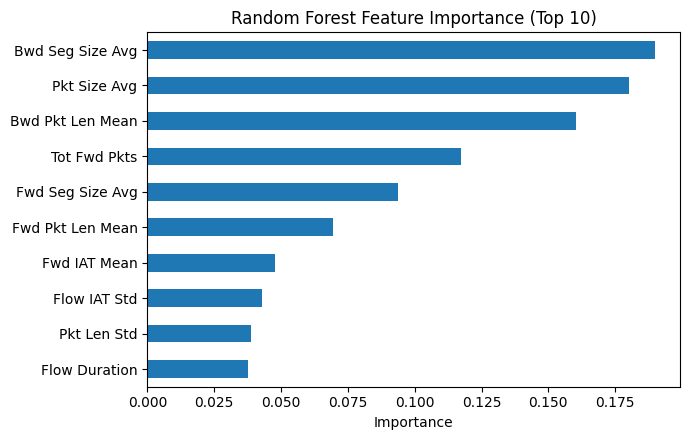 Random Forest Feature Importance (Top 10)
Bwd Seg Size Avg
Pkt Size Avg
Bwd Pkt Len Mean
Tot Fwd Pkts
Fwd Seg Size Avg
Fwd Pkt Len Mean
Fwd IAT Mean
Flow IAT Std
Pkt Len Std
Flow Duration
0.000 0.025 0.050 0.075 0.100 0.125 0.150 0.175
Importance